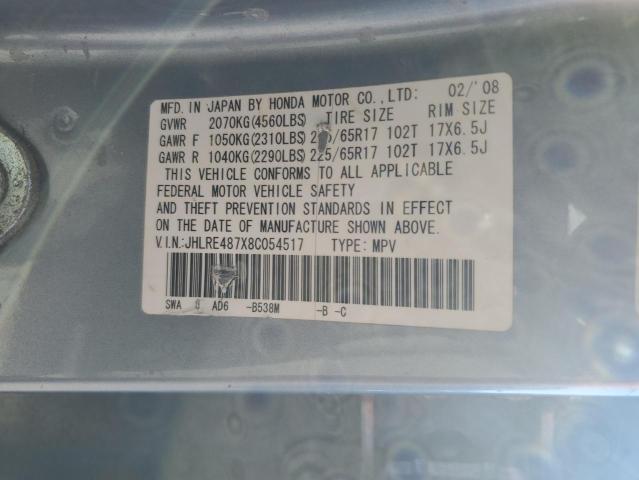 MFD. IN JAPAN BY HONDA MOTOR CO.,LTD: 02/'08
GVWR 2070KG(4560LBS) TIRE SIZE RIM SIZE
GAWR F 1050KG(2310LBS) 225/65R17 102T 17X6.5J
GAWR R 1040KG(2290LBS) 225/65R17 102T 17X6.5J
THIS VEHICLE CONFORMS TO ALL APPLICABLE
FEDERAL MOTOR VEHICLE SAFETY
AND THEFT PREVENTION STANDARDS IN EFFECT
ON THE DATE OF MANUFACTURE SHOWN ABOVE.
V.IN:JHLRE487X8C054517 TYPE: MPV
SWA AD6 -B538M -B -C